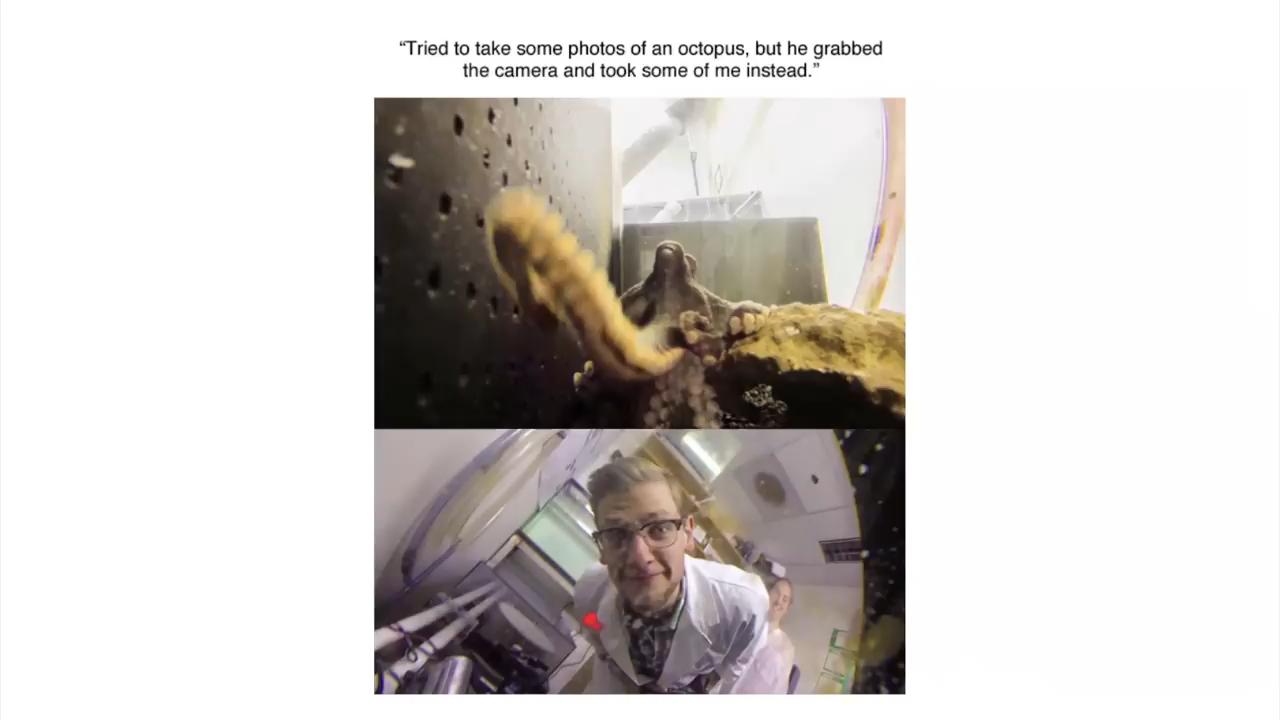 “Tried to take some photos of an octopus, but he grabbed
the camera and took some of me instead.”